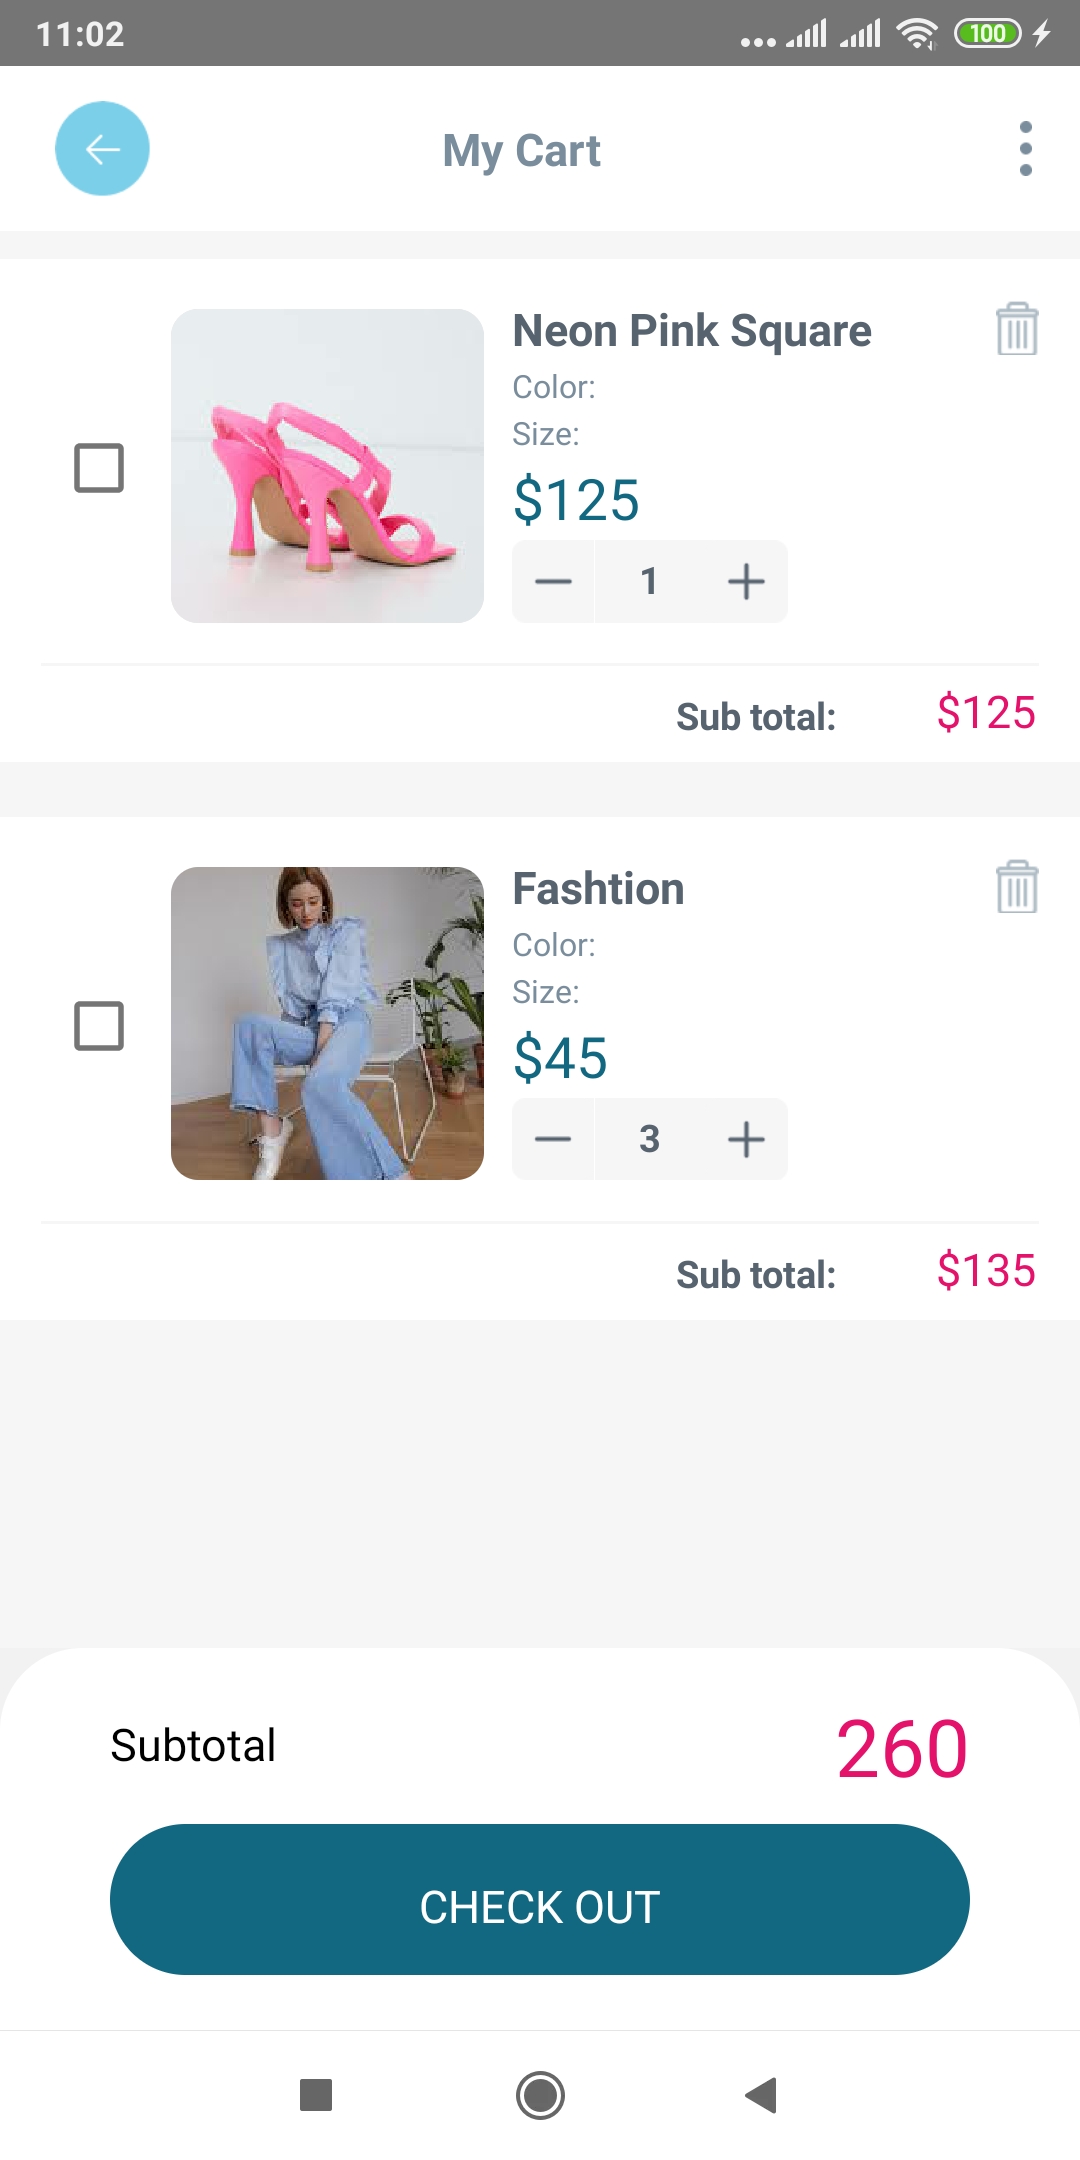 11:02
100
My Cart
Neon Pink Square
Color:
Size:
$125
1
Sub total: $125
Fashtion
Color:
Size:
$45
3
Sub total: $135
Subtotal 260
CHECK OUT